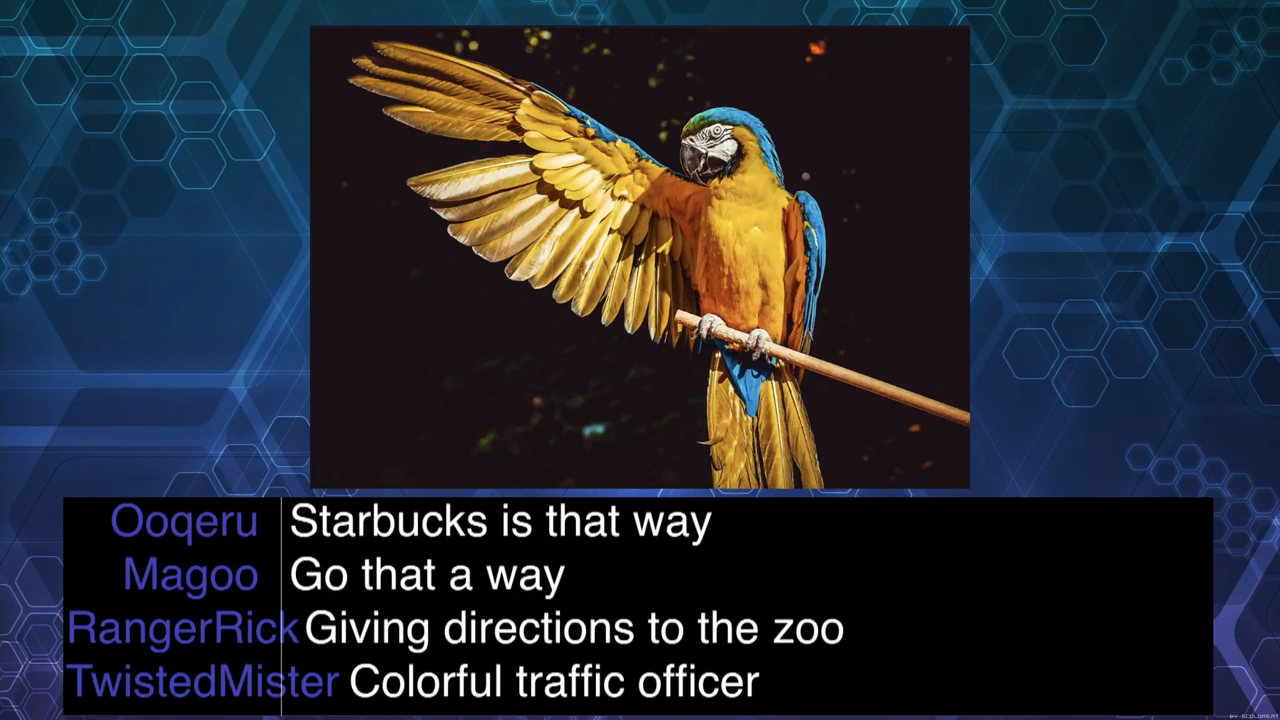 Ooqeru Starbucks is that way
Magoo Go that a way
RangerRick Giving directions to the zoo
TwistedMister Colorful traffic officer